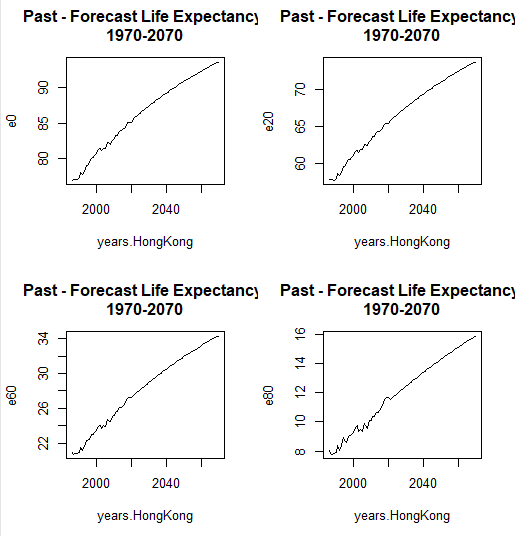 Past - Forecast Life Expectancy
1970-2070
e0
80
85
90
2000
2040
years.HongKong
Past - Forecast Life Expectancy
1970-2070
e20
60
65
70
2000
2040
years.HongKong
Past - Forecast Life Expectancy
1970-2070
e60
22
26
30
34
2000
2040
years.HongKong
Past - Forecast Life Expectancy
1970-2070
e80
8
10
12
14
16
2000
2040
years.HongKong